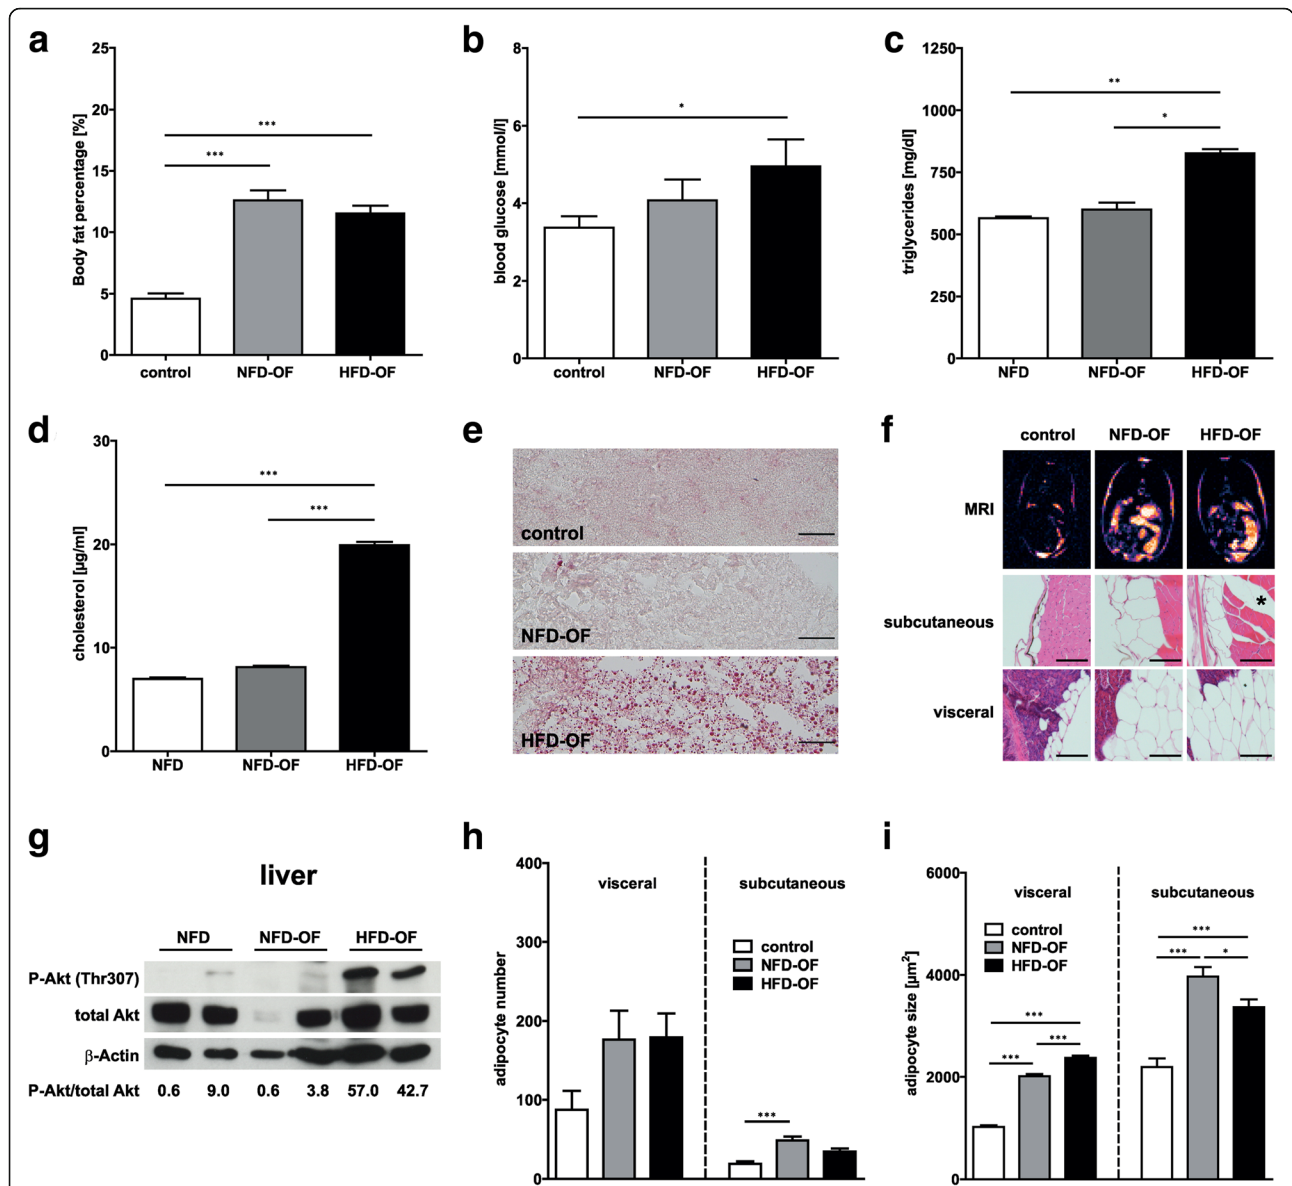 a
Body fat percentage [%]
25
20
15
10
5
0
***
***
control NFD-OF HFD-OF
b
blood glucose [mmol/l]
8
6
4
2
0
*
control NFD-OF HFD-OF
c
triglycerides [mg/dl]
1250
1000
750
500
250
0
**
*
NFD NFD-OF HFD-OF
d
cholesterol [µg/ml]
30
20
10
0
***
***
NFD NFD-OF HFD-OF
e
control
NFD-OF
HFD-OF
f
control NFD-OF HFD-OF
MRI
subcutaneous
*
visceral
g
liver
NFD NFD-OF HFD-OF
P-Akt (Thr307)
total Akt
β-Actin
P-Akt/total Akt 0.6 9.0 0.6 3.8 57.0 42.7
h
adipocyte number
400
300
200
100
0
visceral subcutaneous
control
NFD-OF
HFD-OF
***
i
adipocyte size [µm²]
6000
4000
2000
0
visceral subcutaneous
control
NFD-OF
HFD-OF
***
*** *
***
*** ***